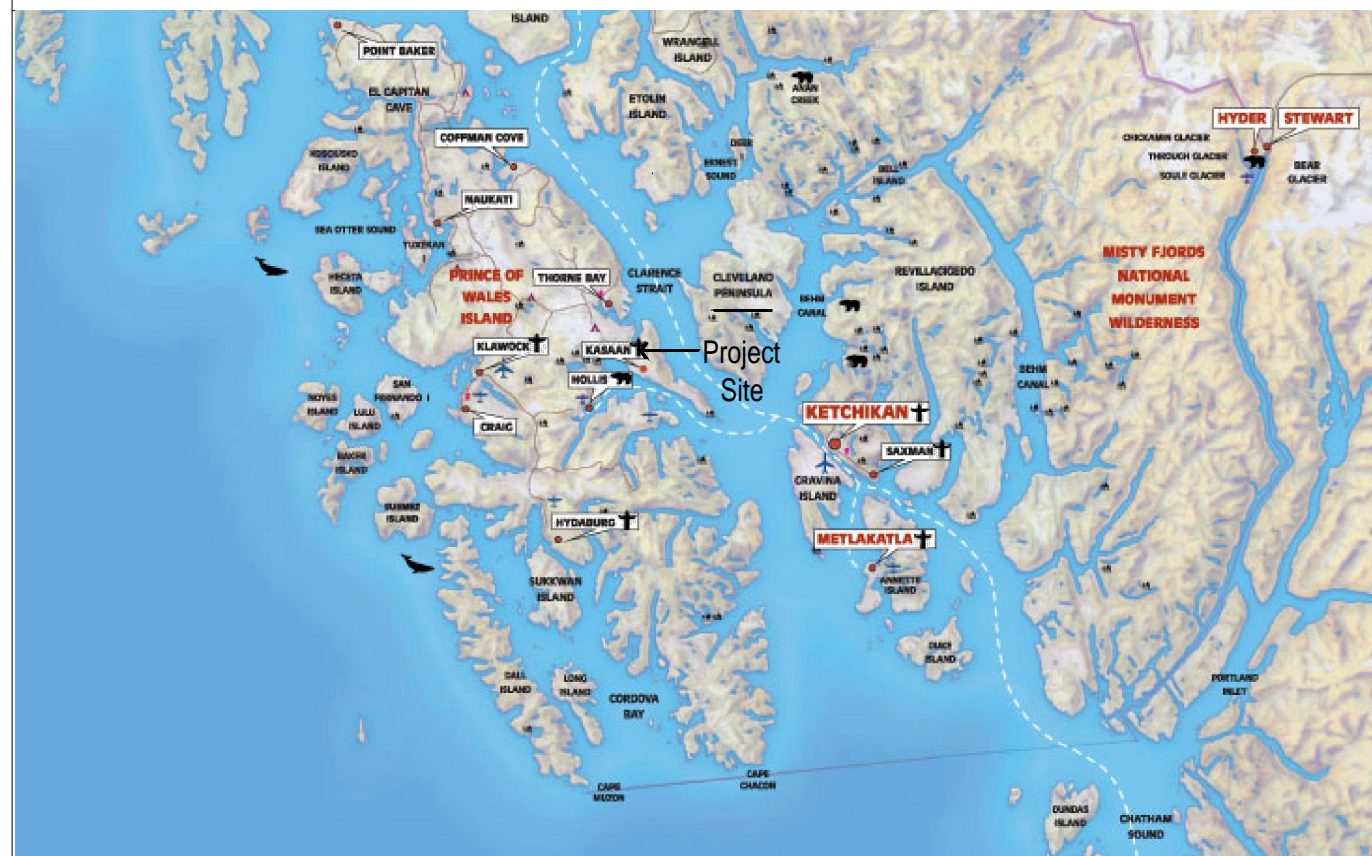 ISLAND
POINT BAKER
WRANGELL
ISLAND
EL CAPITAN
CAVE
ETOLIN
ISLAND
ANAN
CREEK
HYDER
STEWART
COFFMAN COVE
DEER
I
CHICKAMIN GLACIER
THROUGH GLACIER
SOULE GLACIER
BEAR
GLACIER
KOSCIUSKO
ISLAND
ERNEST
SOUND
BELL
ISLAND
NAUKATI
SEA OTTER SOUND
TUXEKAN
I
MISTY FJORDS
NATIONAL
MONUMENT
WILDERNESS
HECETA
ISLAND
PRINCE OF
WALES
ISLAND
THORNE BAY
CLARENCE
STRAIT
CLEVELAND
PENINSULA
REVILLAGIGEDO
ISLAND
BEHM
CANAL
KLAWOCK
KASAAN
Project
Site
HOLLIS
BEHM
CANAL
SAN
FERNANDO I
NOYES
ISLAND
LULU
ISLAND
CRAIG
KETCHIKAN
SAXMAN
BAKER
ISLAND
GRAVINA
ISLAND
SUEMEZ
ISLAND
HYDABURG
METLAKATLA
ANNETTE
ISLAND
SUKKWAN
ISLAND
DUKE
ISLAND
DALL
ISLAND
LONG
ISLAND
CORDOVA
BAY
PORTLAND
INLET
CAPE
MUZON
CAPE
CHACON
DUNDAS
ISLAND
CHATHAM
SOUND